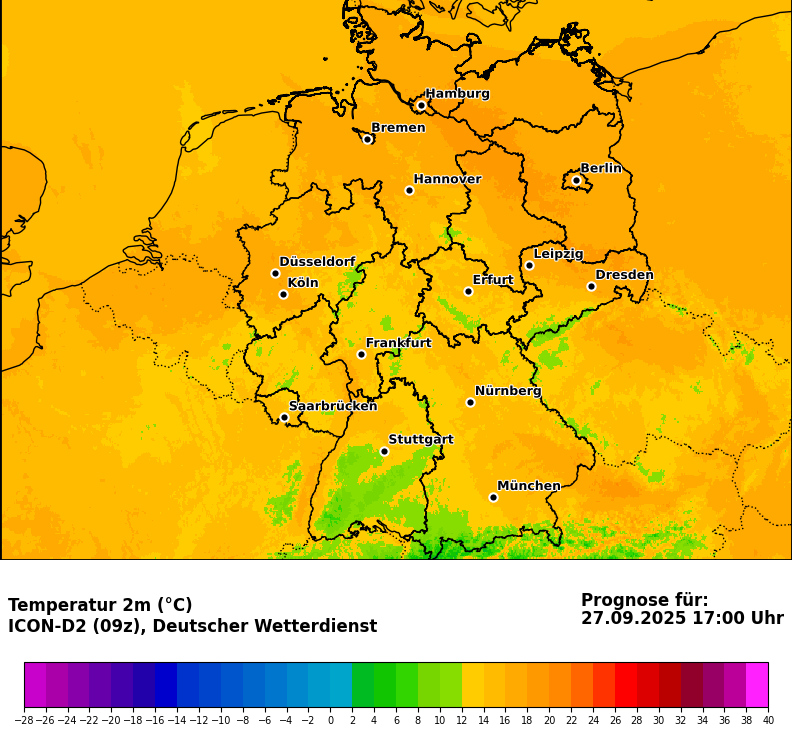 Hamburg
Bremen
Berlin
Hannover
Leipzig
Düsseldorf
Dresden
Köln
Erfurt
Frankfurt
Nürnberg
Saarbrücken
Stuttgart
München
Temperatur 2m (°C)
ICON-D2 (09z), Deutscher Wetterdienst
Prognose für:
27.09.2025 17:00 Uhr
−28 −26 −24 −22 −20 −18 −16 −14 −12 −10 −8 −6 −4 −2 0 2 4 6 8 10 12 14 16 18 20 22 24 26 28 30 32 34 36 38 40